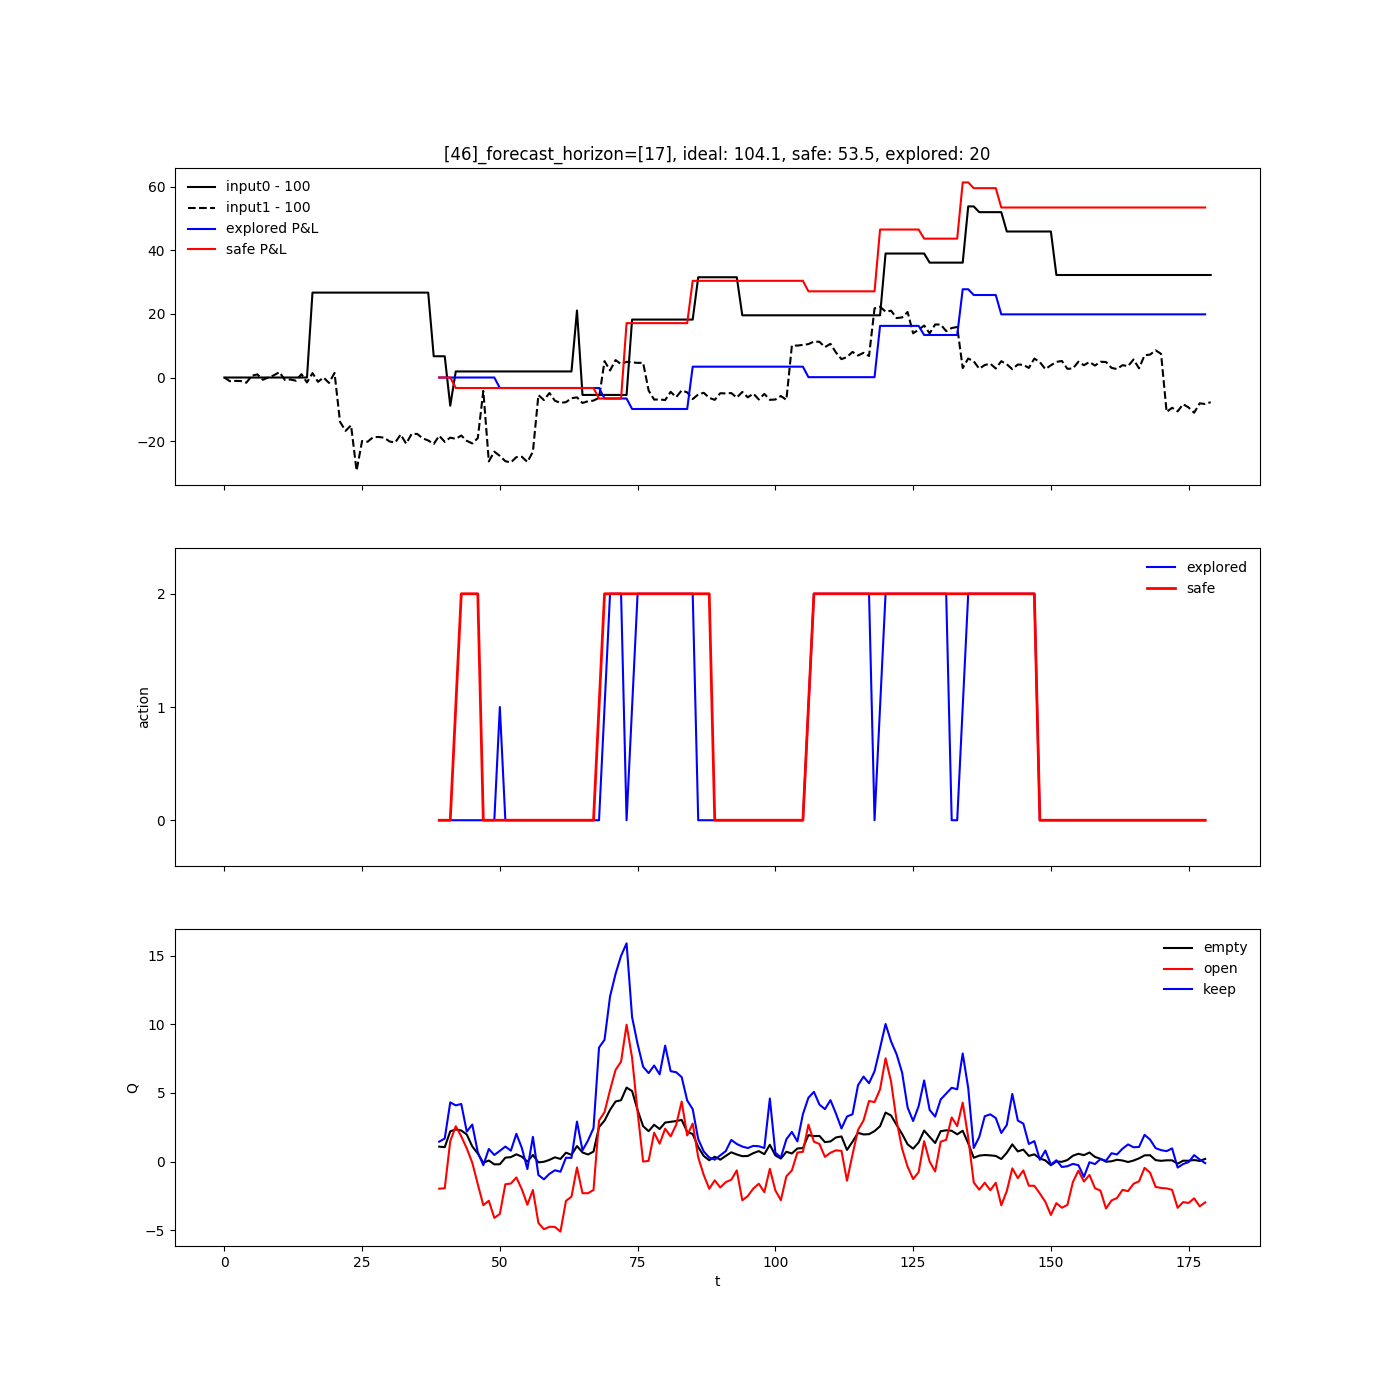 [46]_forecast_horizon=[17], ideal: 104.1, safe: 53.5, explored: 20
60
40
20
0
−20
input0 - 100
input1 - 100
explored P&L
safe P&L
action
2
1
0
explored
safe
Q
15
10
5
0
−5
empty
open
keep
0 25 50 75 100 125 150 175
t